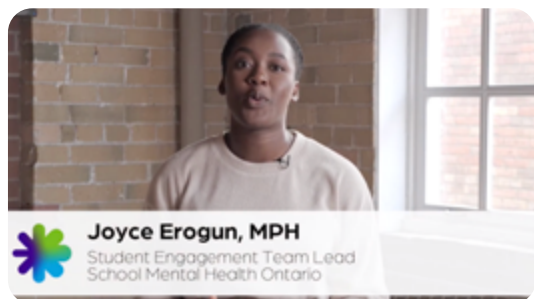 Joyce Erogun, MPH
Student Engagement Team Lead
School Mental Health Ontario